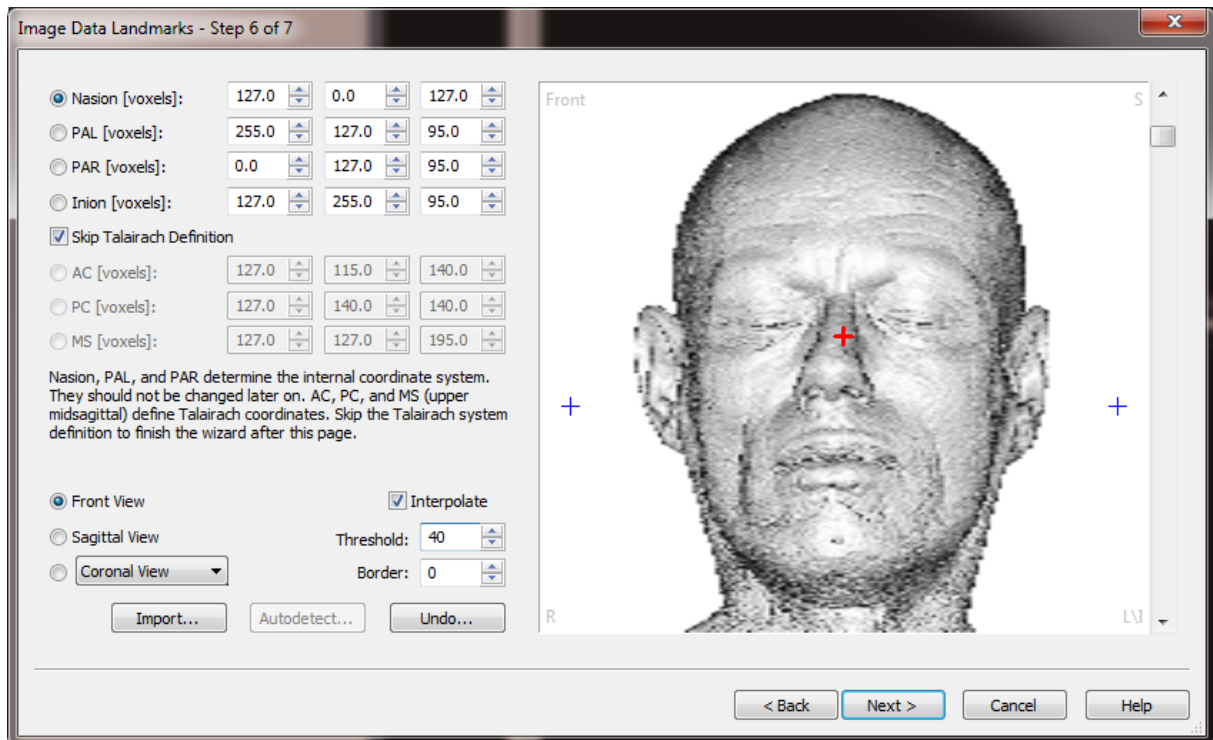 Image Data Landmarks - Step 6 of 7
Nasion [voxels]: 127.0 0.0 127.0
PAL [voxels]: 255.0 127.0 95.0
PAR [voxels]: 0.0 127.0 95.0
Inion [voxels]: 127.0 255.0 95.0
Skip Talairach Definition
AC [voxels]: 127.0 115.0 140.0
PC [voxels]: 127.0 140.0 140.0
MS [voxels]: 127.0 127.0 195.0
Nasion, PAL, and PAR determine the internal coordinate system.
They should not be changed later on. AC, PC, and MS (upper
midsagittal) define Talairach coordinates. Skip the Talairach system
definition to finish the wizard after this page.
Front View Interpolate
Sagittal View Threshold: 40
Coronal View Border: 0
Import... Autodetect... Undo...
Front S
R L\I
< Back Next > Cancel Help